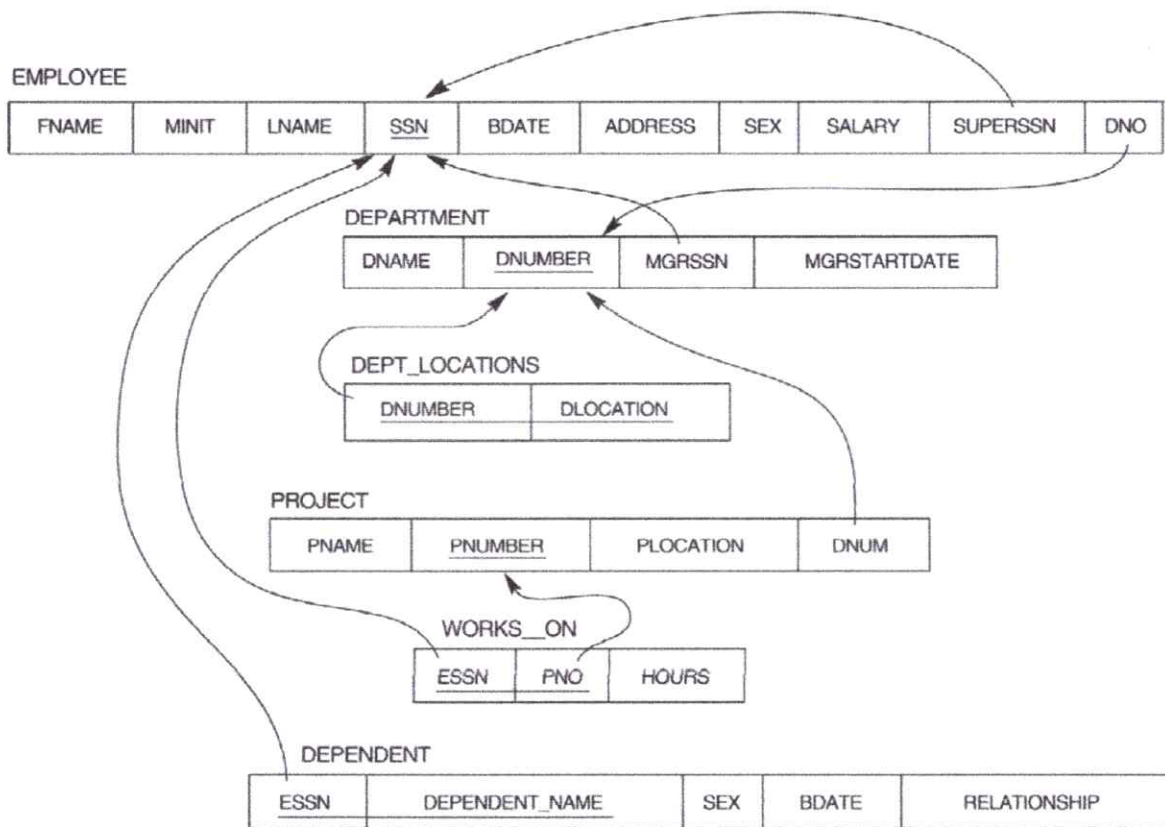 EMPLOYEE
FNAME MINIT LNAME SSN BDATE ADDRESS SEX SALARY SUPERSSN DNO
DEPARTMENT
DNAME DNUMBER MGRSSN MGRSTARTDATE
DEPT_LOCATIONS
DNUMBER DLOCATION
PROJECT
PNAME PNUMBER PLOCATION DNUM
WORKS__ON
ESSN PNO HOURS
DEPENDENT
ESSN DEPENDENT_NAME SEX BDATE RELATIONSHIP